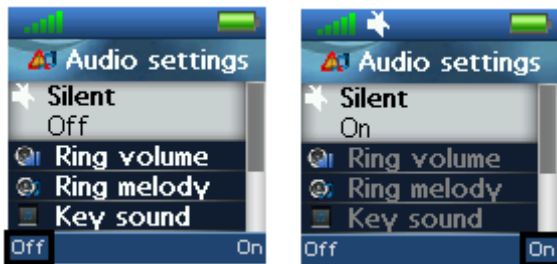 Audio settings
Silent
Off
Ring volume
Ring melody
Key sound
Off On
Audio settings
Silent
On
Ring volume
Ring melody
Key sound
Off On